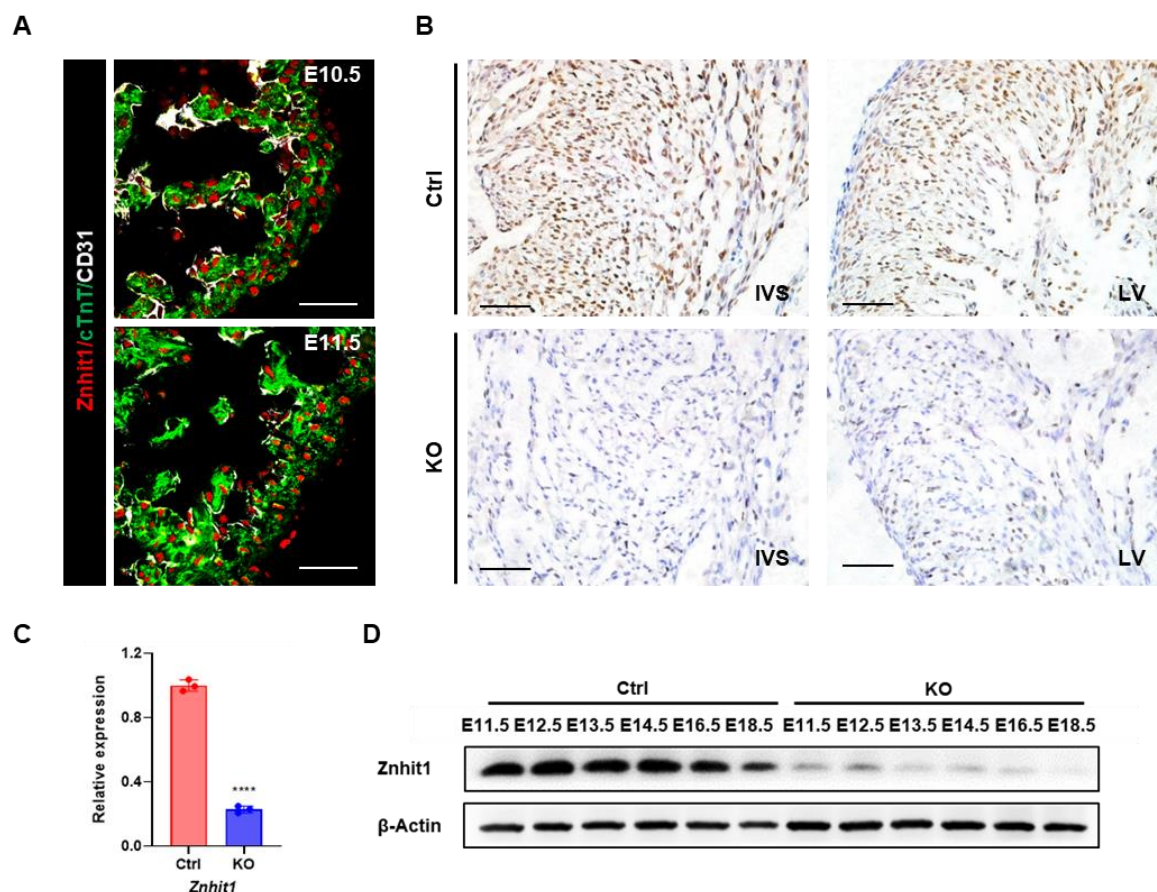 A
Znhit1/cTnT/CD31
E10.5
E11.5
B
Ctrl
IVS
LV
KO
IVS
LV
C
Relative expression
1.2
0.8
0.4
0.0
****
Ctrl KO
Znhit1
D
Ctrl KO
E11.5 E12.5 E13.5 E14.5 E16.5 E18.5 E11.5 E12.5 E13.5 E14.5 E16.5 E18.5
Znhit1
β-Actin